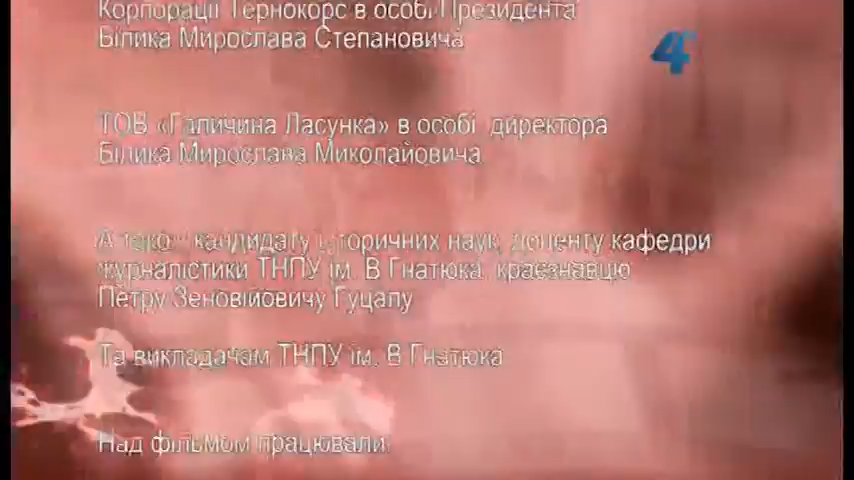 Корпорації Тернокорс в особі Президента
Білика Мирослава Степановича
4
ТОВ «Галичина Ласунка» в особі директора
Білика Мирослава Миколайовича
А також кандидату історичних наук, доценту кафедри
журналістики ТНПУ ім. В Гнатюка краєзнавцю
Петру Зеновійовичу Гуцалу
Та викладачам ТНПУ ім. В Гнатюка
Над фільмом працювали